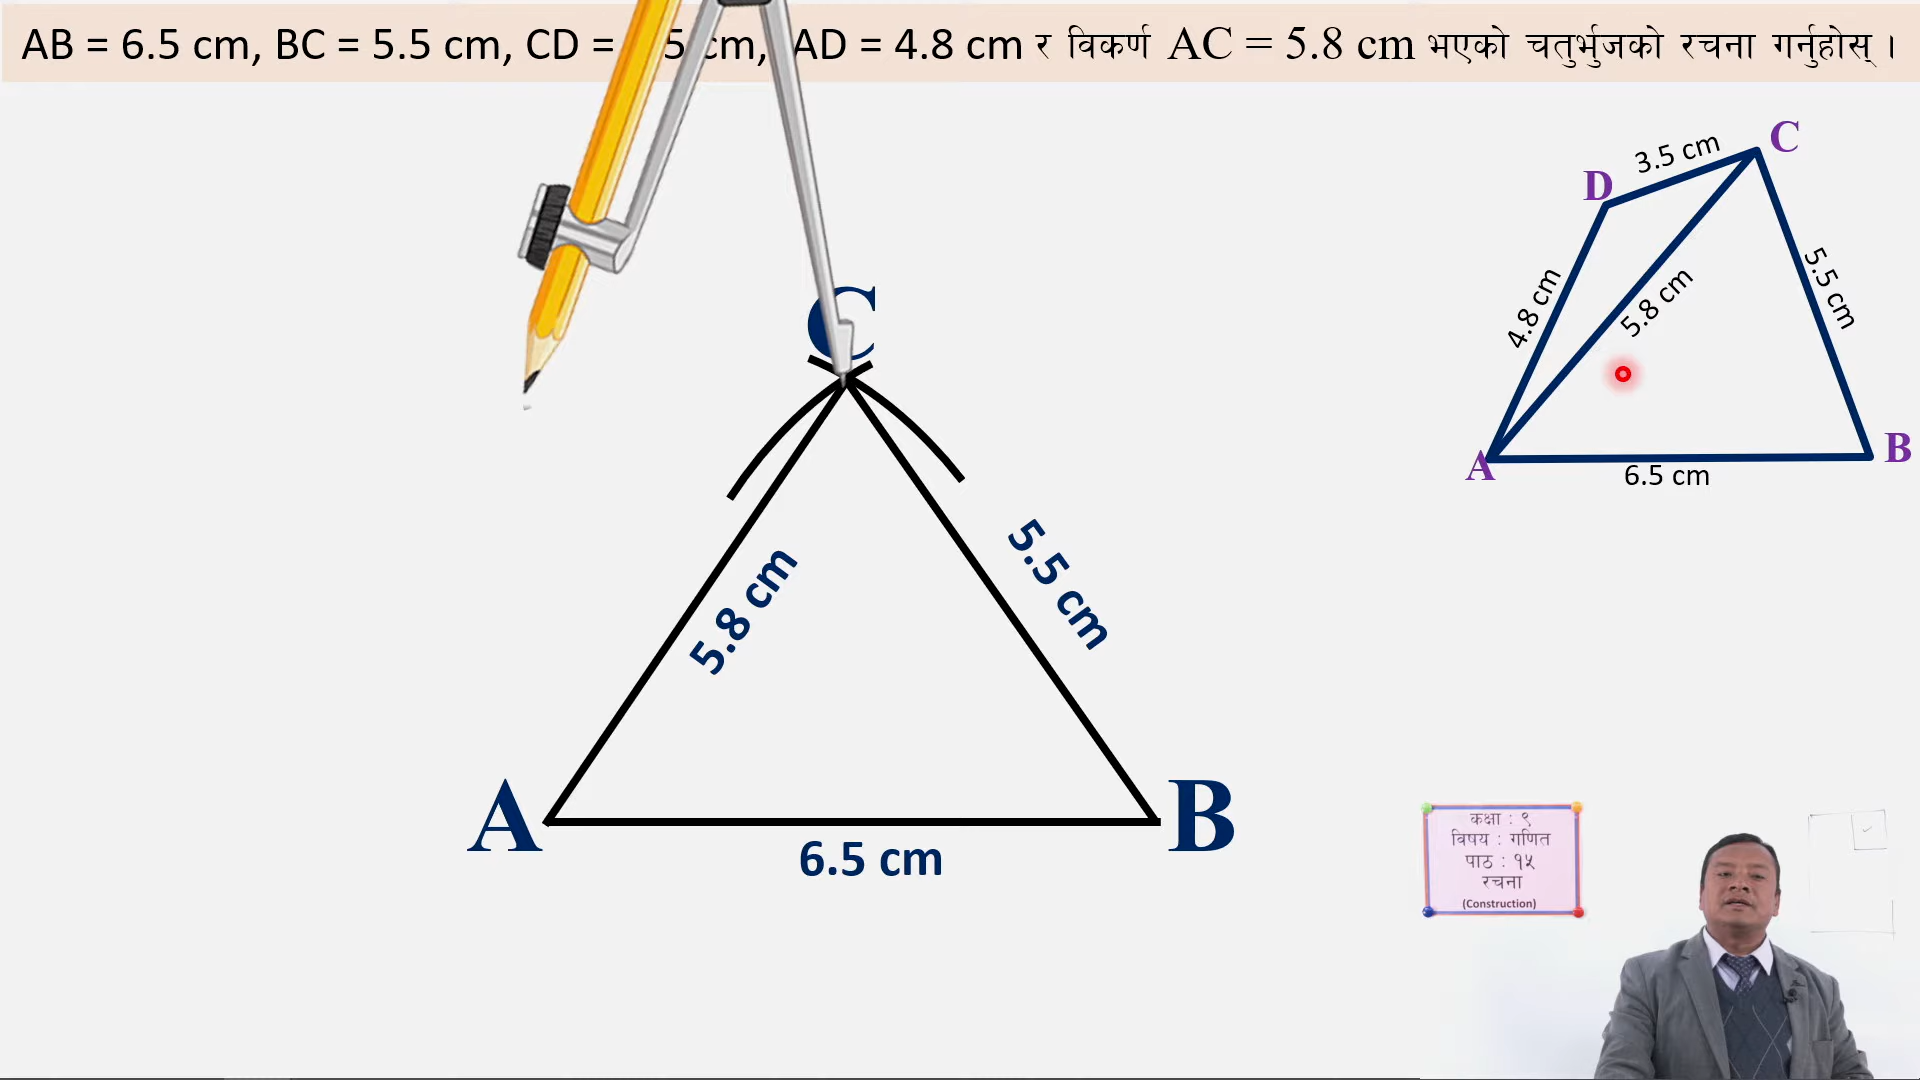 AB = 6.5 cm, BC = 5.5 cm, CD = 5 cm, AD = 4.8 cm र विकर्ण AC = 5.8 cm भएको चतुर्भुजको रचना गर्नुहोस् ।
C
3.5 cm
D
5.5 cm
4.8 cm
5.8 cm
A
B
6.5 cm
C
5.8 cm
5.5 cm
A
B
6.5 cm
कक्षा : ९
विषय : गणित
पाठ : १५
रचना
(Construction)